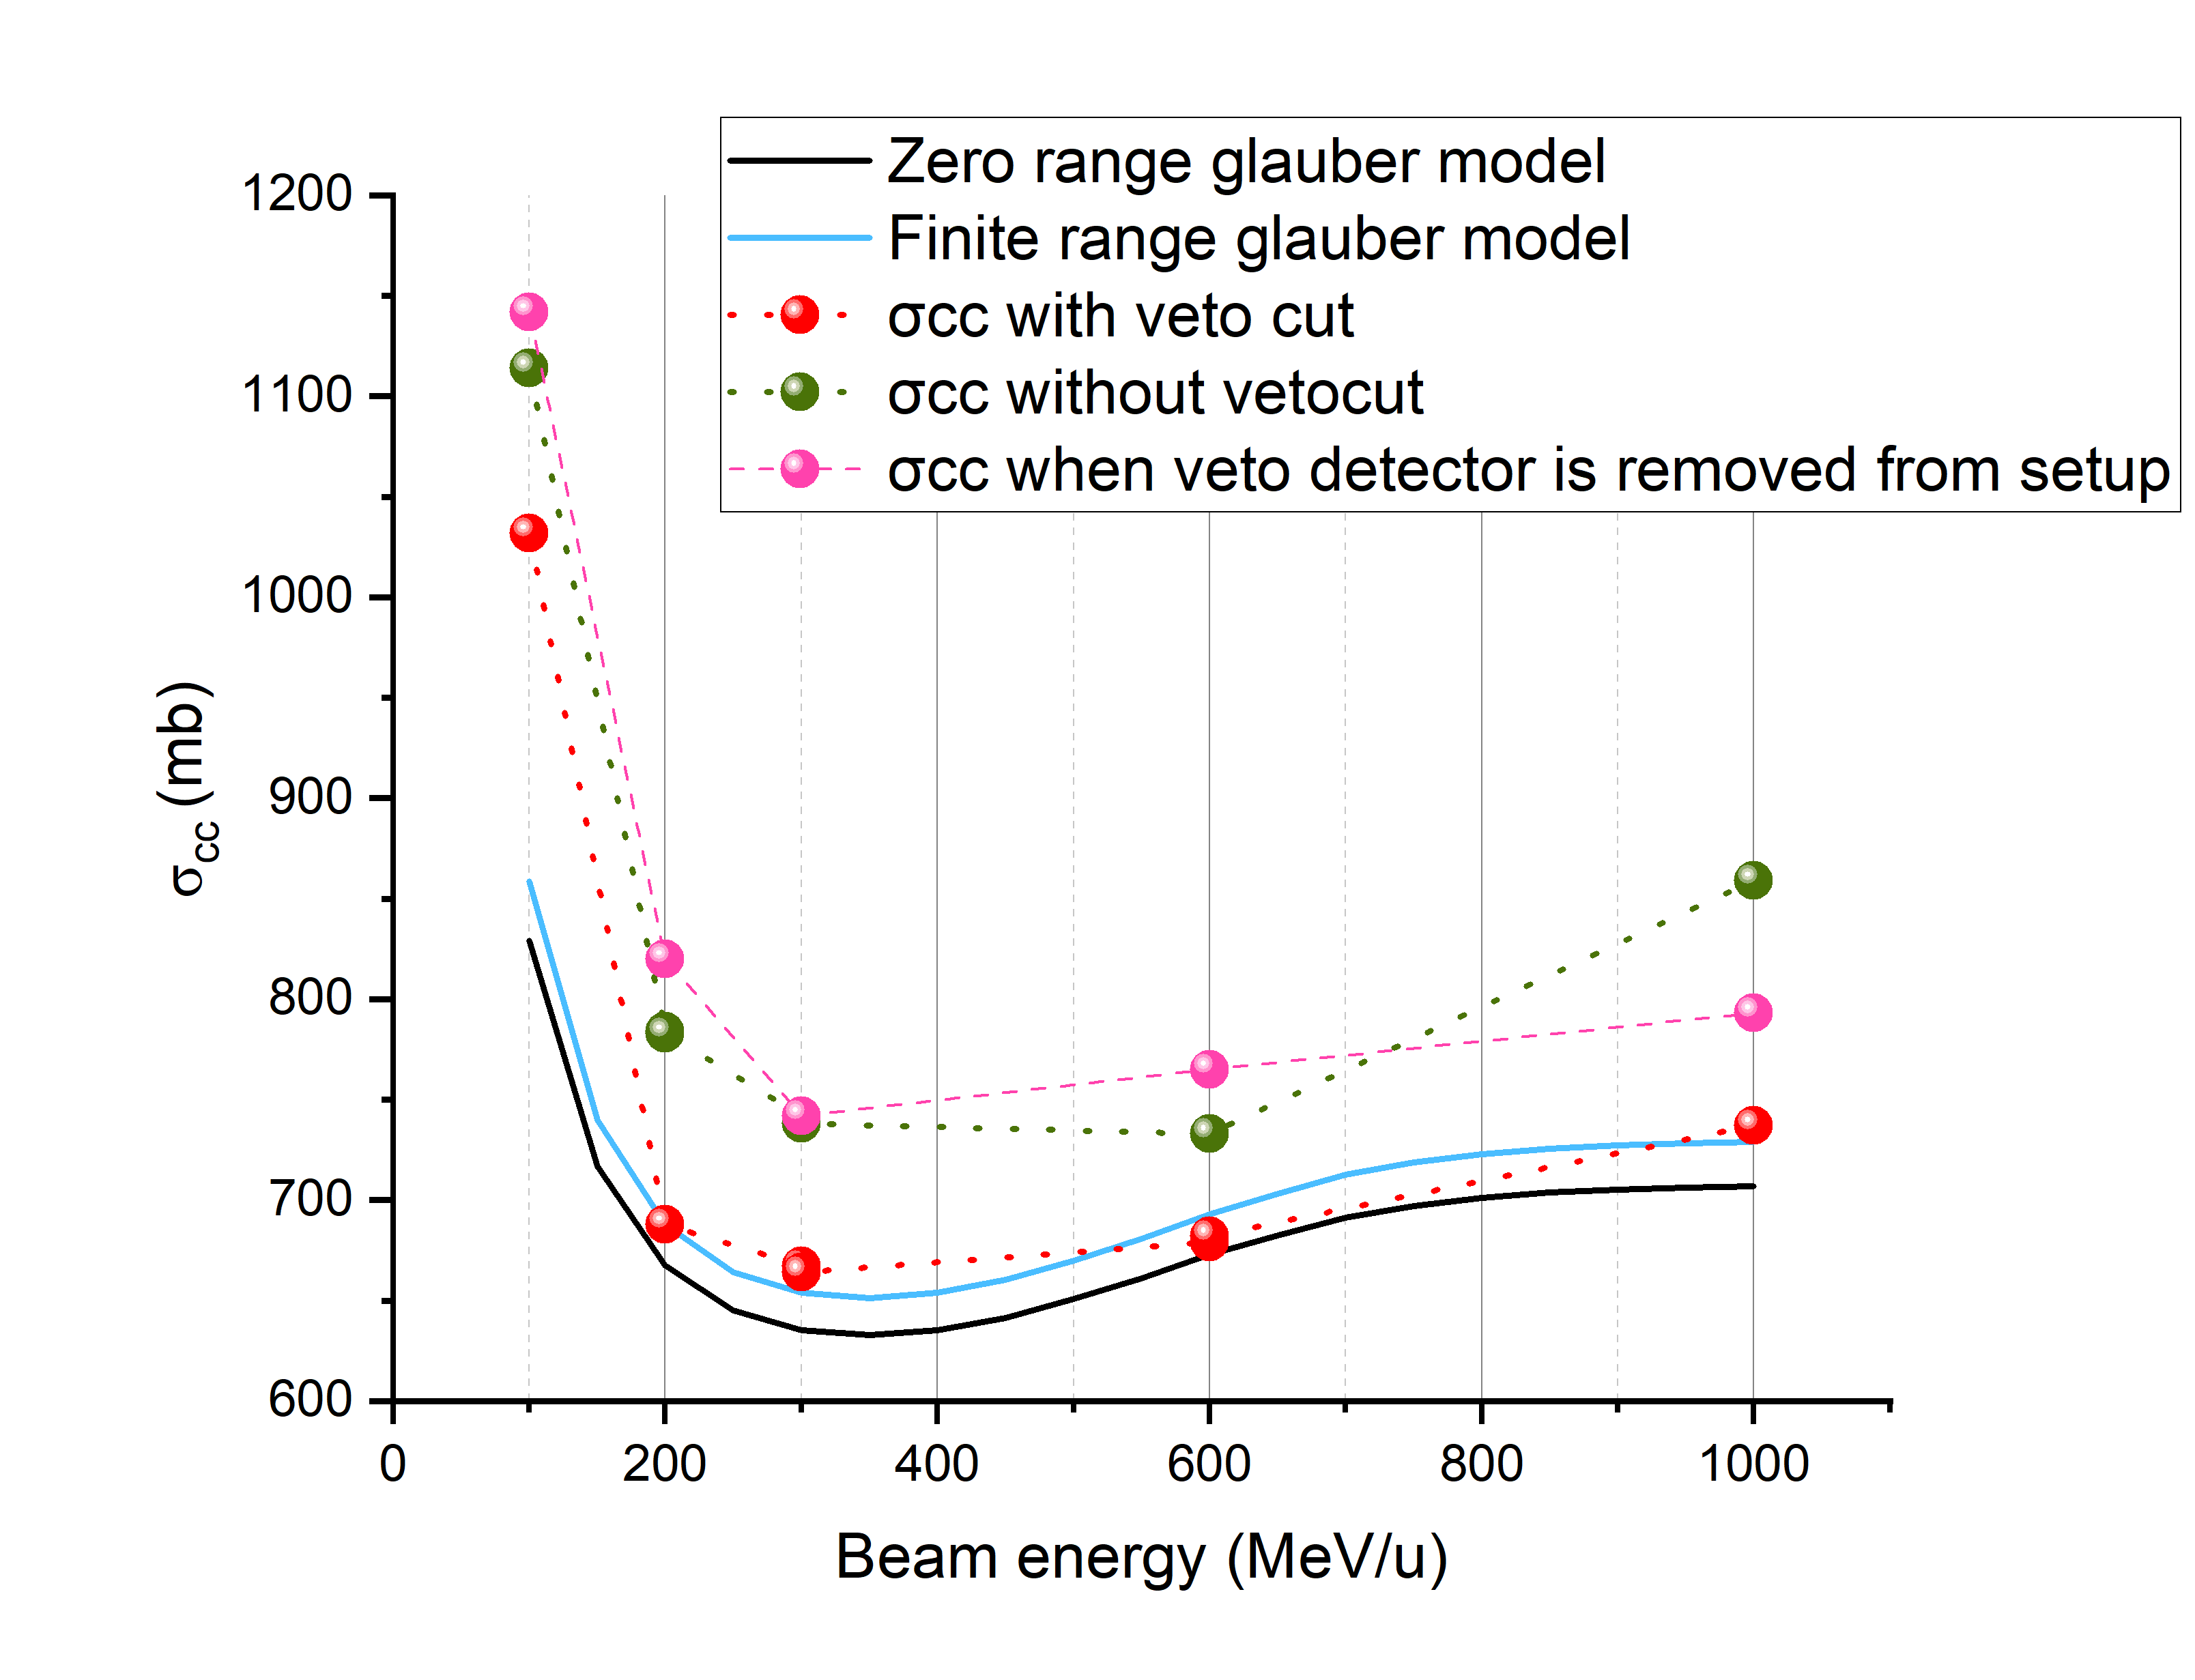 Zero range glauber model
Finite range glauber model
σcc with veto cut
σcc without vetocut
σcc when veto detector is removed from setup
1200
1100
1000
900
800
700
600
σcc (mb)
0 200 400 600 800 1000
Beam energy (MeV/u)